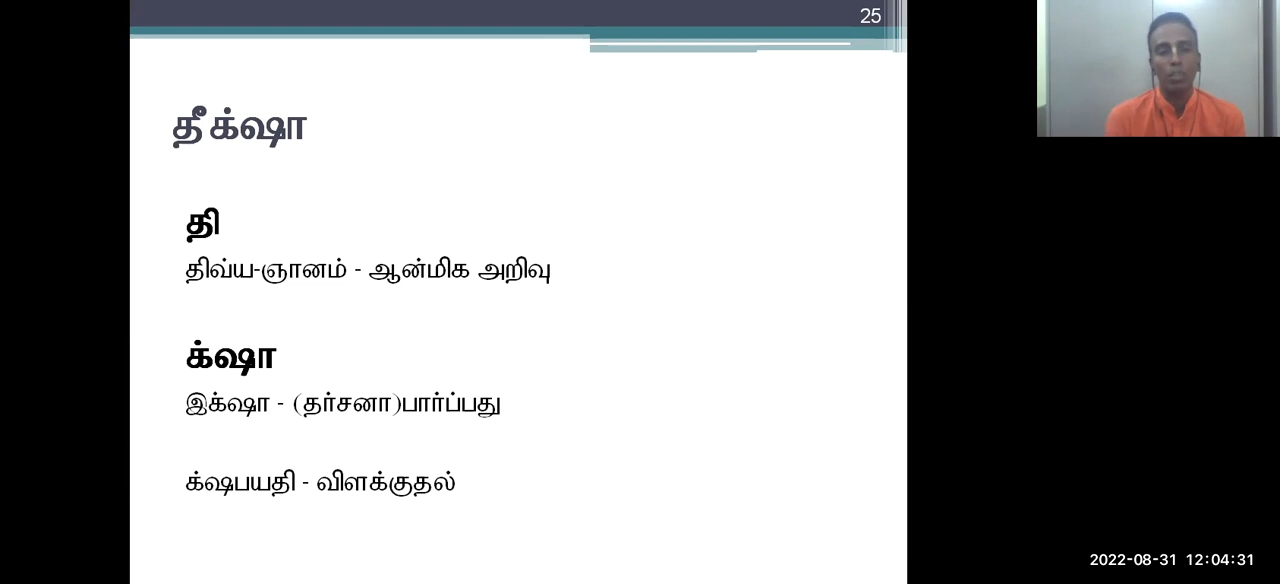 25
தீக்ஷா
தி
திவ்ய-ஞானம் - ஆன்மிக அறிவு
க்ஷா
இக்ஷா - (தர்சனா)பார்ப்பது
க்ஷபயதி - விளக்குதல்
2022-08-31 12:04:31